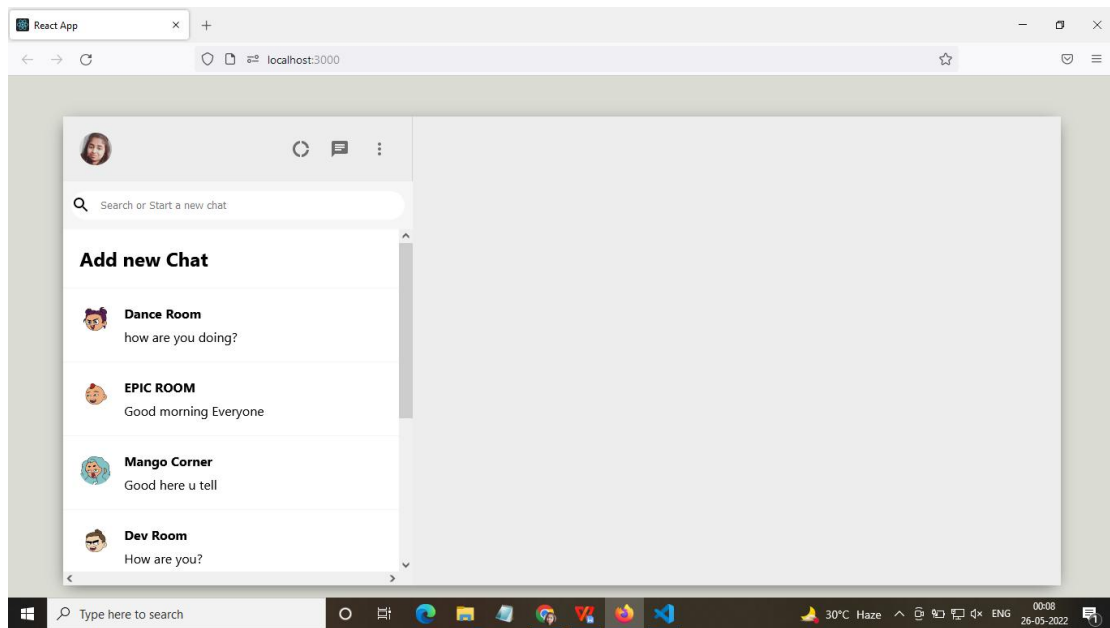 React App
localhost:3000
Search or Start a new chat
Add new Chat
Dance Room
how are you doing?
EPIC ROOM
Good morning Everyone
Mango Corner
Good here u tell
Dev Room
How are you?
Type here to search
30°C Haze
ENG
00:08
26-05-2022
1